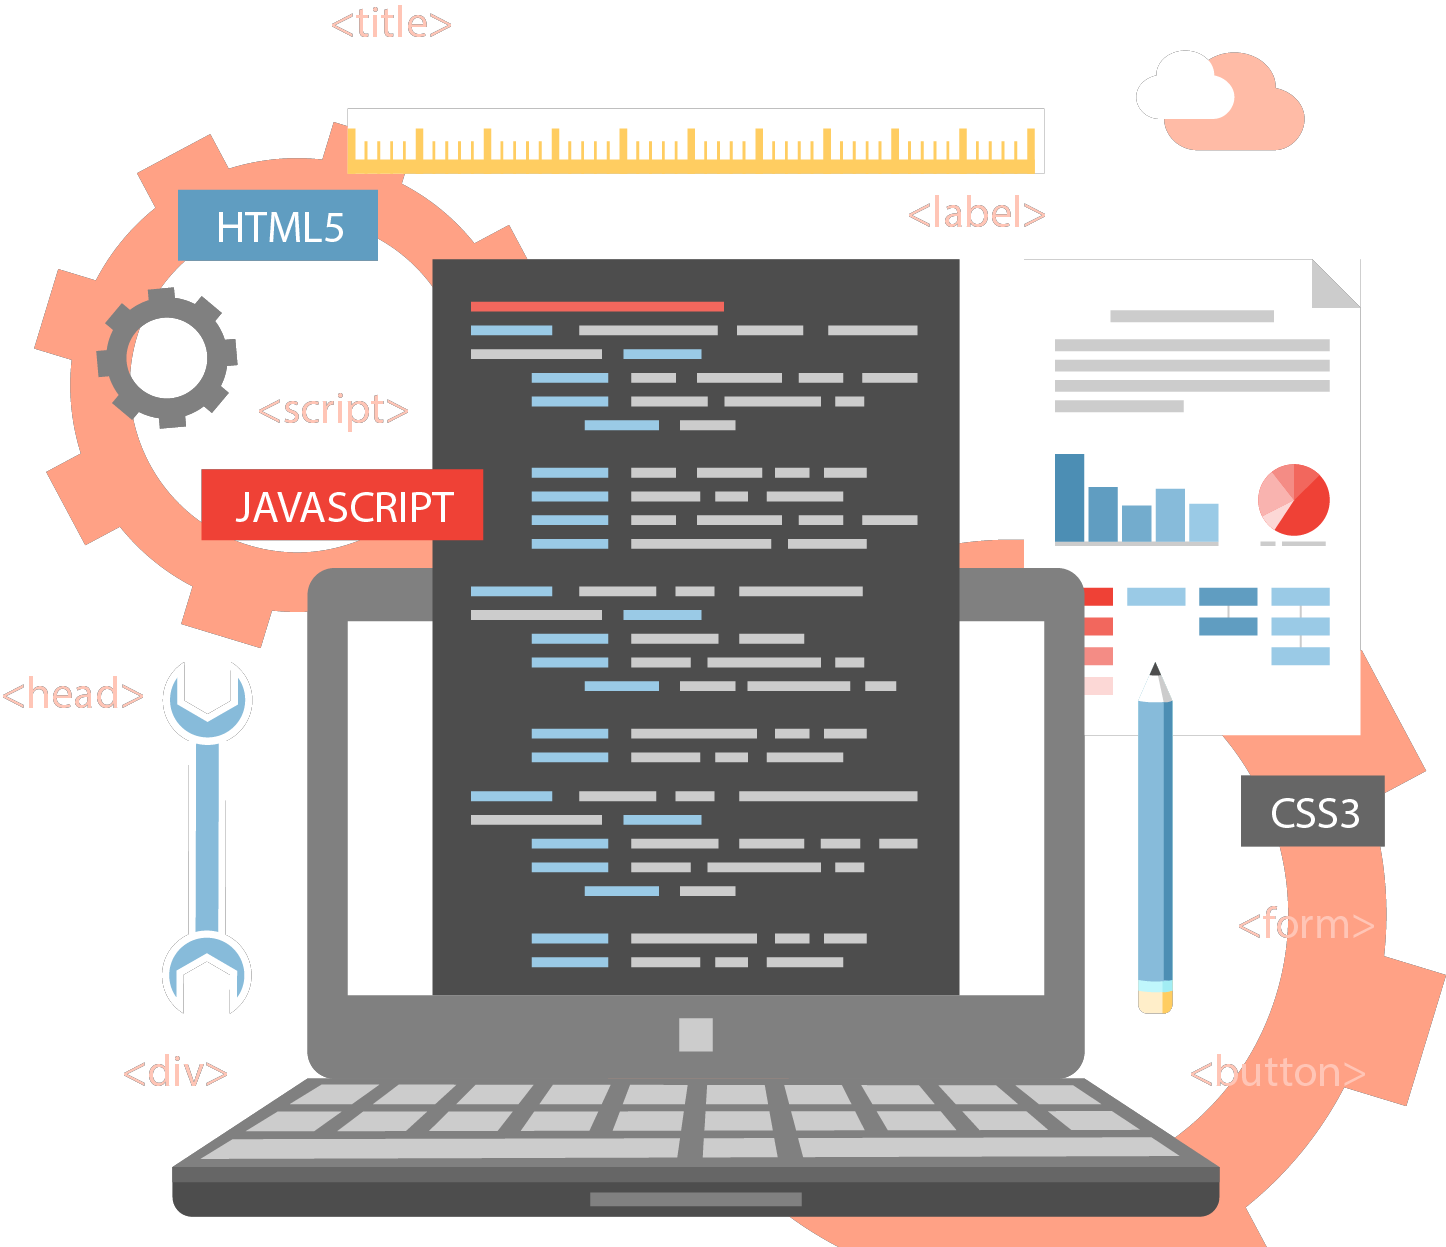 <title>
<label>
HTML5
<script>
JAVASCRIPT
<head>
CSS3
<form>
<button>
<div>